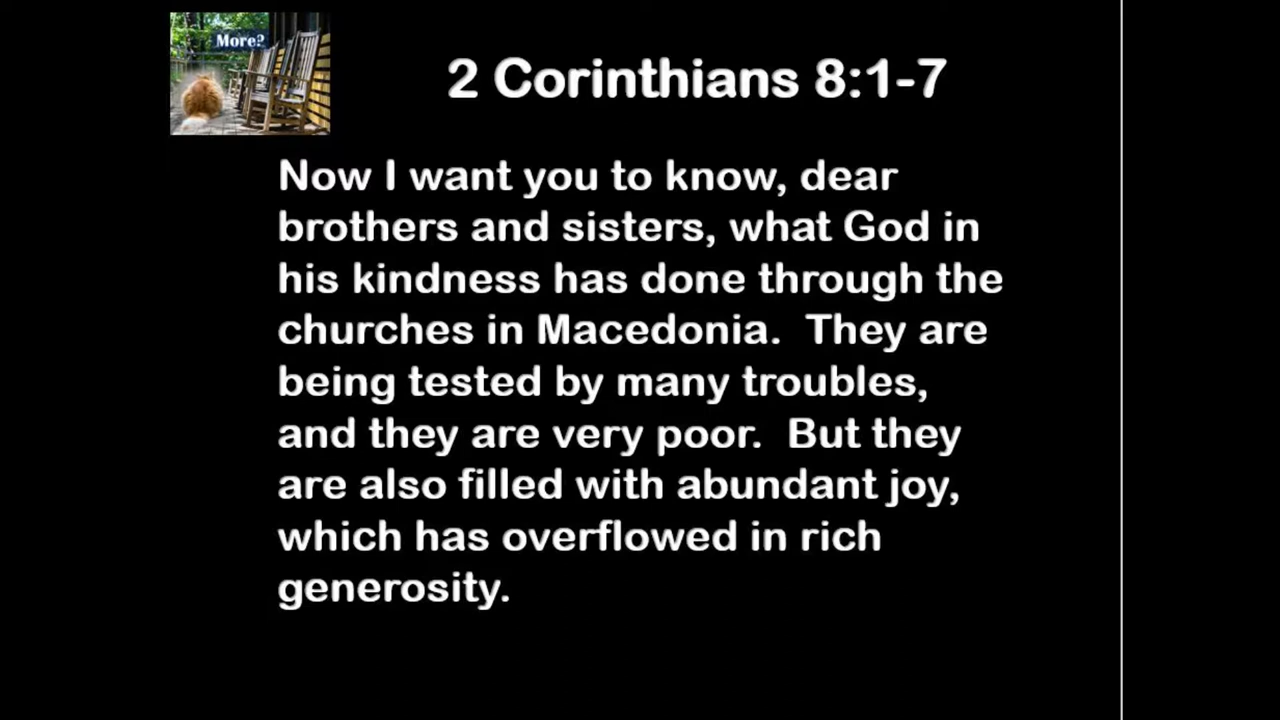 More?
2 Corinthians 8:1-7
Now I want you to know, dear
brothers and sisters, what God in
his kindness has done through the
churches in Macedonia.  They are
being tested by many troubles,
and they are very poor.  But they
are also filled with abundant joy,
which has overflowed in rich
generosity.